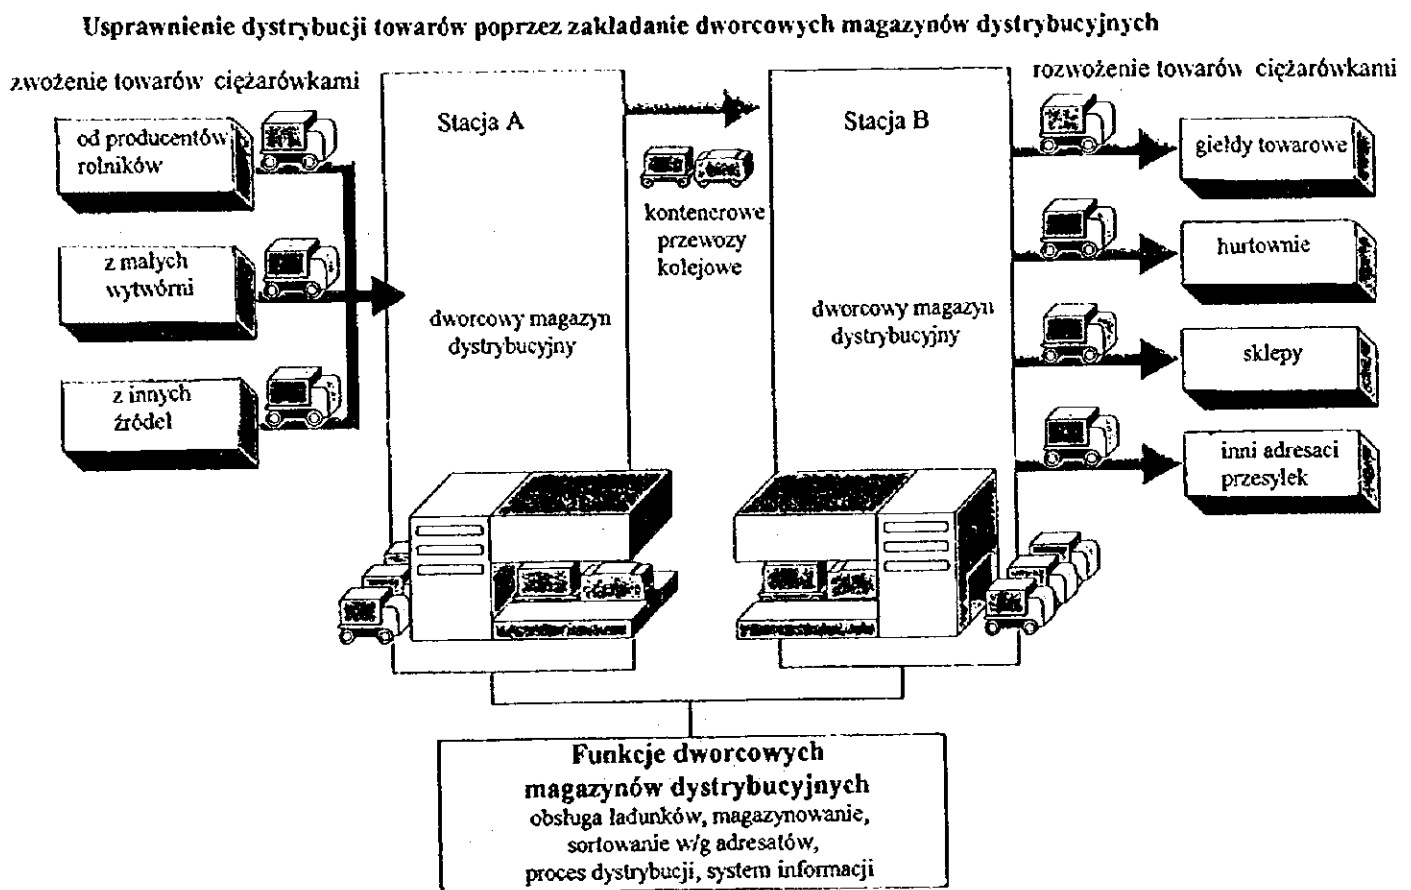 Usprawnienie dystrybucji towarów poprzez zakładanie dworcowych magazynów dystrybucyjnych
zwożenie towarów ciężarówkami
od producentów
rolników
z małych
wytwórni
z innych
źródeł
Stacja A
dworcowy magazyn
dystrybucyjny
kontenerowe
przewozy
kolejowe
Stacja B
dworcowy magazyn
dystrybucyjny
rozwożenie towarów ciężarówkami
giełdy towarowe
hurtownie
sklepy
inni adresaci
przesyłek
Funkcje dworcowych
magazynów dystrybucyjnych
obsługa ładunków, magazynowanie,
sortowanie w/g adresatów,
proces dystrybucji, system informacji